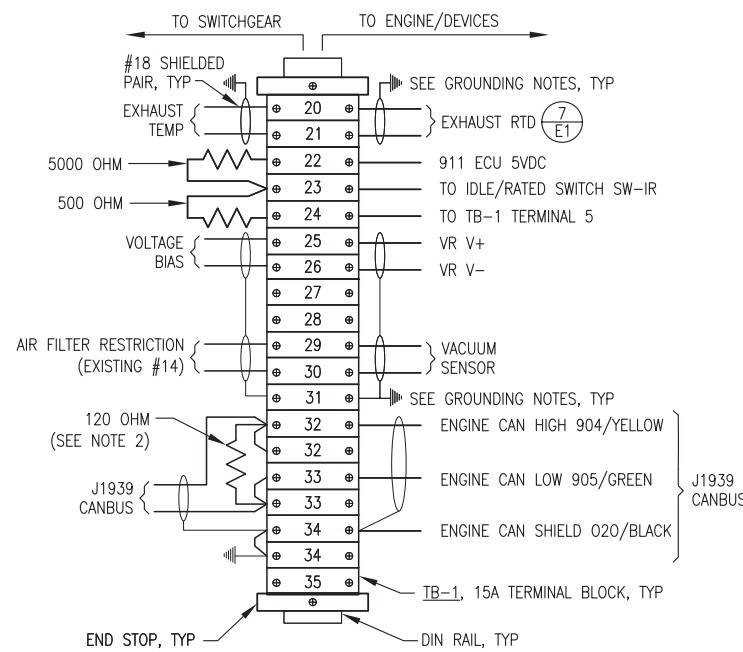 TO SWITCHGEAR
TO ENGINE/DEVICES
#18 SHIELDED
PAIR, TYP
SEE GROUNDING NOTES, TYP
EXHAUST
TEMP
20
21
EXHAUST RTD
7
E1
5000 OHM
22
911 ECU 5VDC
23
TO IDLE/RATED SWITCH SW-IR
500 OHM
24
TO TB-1 TERMINAL 5
VOLTAGE
BIAS
25
VR V+
26
VR V-
27
28
AIR FILTER RESTRICTION
(EXISTING #14)
29
30
VACUUM
SENSOR
31
SEE GROUNDING NOTES, TYP
120 OHM
(SEE NOTE 2)
32
ENGINE CAN HIGH 904/YELLOW
32
33
ENGINE CAN LOW 905/GREEN
J1939
CANBUS
J1939
CANBUS
33
34
ENGINE CAN SHIELD 020/BLACK
34
35
TB-1, 15A TERMINAL BLOCK, TYP
END STOP, TYP
DIN RAIL, TYP